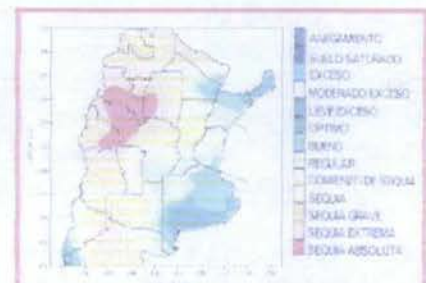 ANEGAMIENTO
SUELO SATURADO
EXCESO
MODERADO EXCESO
LEVE EXCESO
OPTIMO
BUENO
REGULAR
COMIENZO DE SEQUIA
SEQUIA
SEQUIA GRAVE
SEQUIA EXTREMA
SEQUIA ABSOLUTA